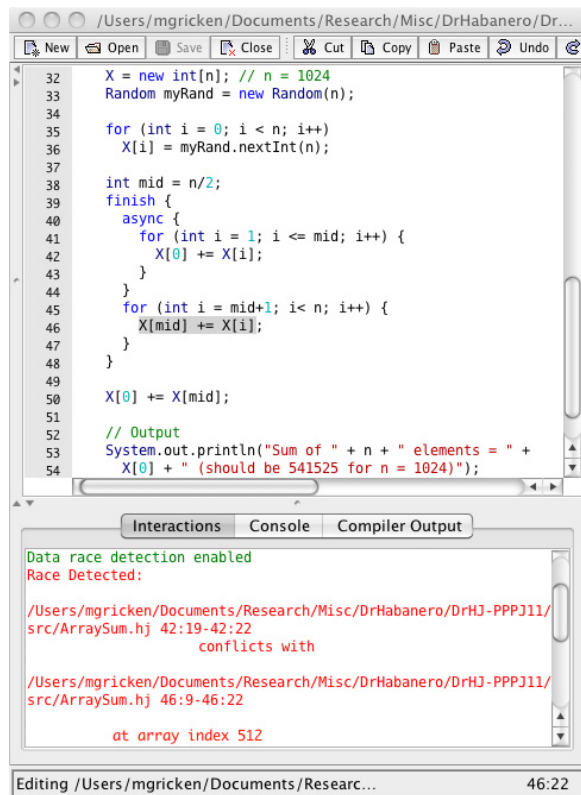 /Users/mgricken/Documents/Research/Misc/DrHabanero/Dr...
New Open Save Close Cut Copy Paste Undo
32 X = new int[n]; // n = 1024
33 Random myRand = new Random(n);
34
35 for (int i = 0; i < n; i++)
36 X[i] = myRand.nextInt(n);
37
38 int mid = n/2;
39 finish {
40 async {
41 for (int i = 1; i <= mid; i++) {
42 X[0] += X[i];
43 }
44 }
45 for (int i = mid+1; i< n; i++) {
46 X[mid] += X[i];
47 }
48 }
49
50 X[0] += X[mid];
51
52 // Output
53 System.out.println("Sum of " + n + " elements = " +
54 X[0] + " (should be 541525 for n = 1024)");
Interactions Console Compiler Output
Data race detection enabled
Race Detected:
/Users/mgricken/Documents/Research/Misc/DrHabanero/DrHJ-PPPJ11/
src/ArraySum.hj 42:19-42:22
conflicts with
/Users/mgricken/Documents/Research/Misc/DrHabanero/DrHJ-PPPJ11/
src/ArraySum.hj 46:9-46:22
at array index 512
Editing /Users/mgricken/Documents/Researc... 46:22